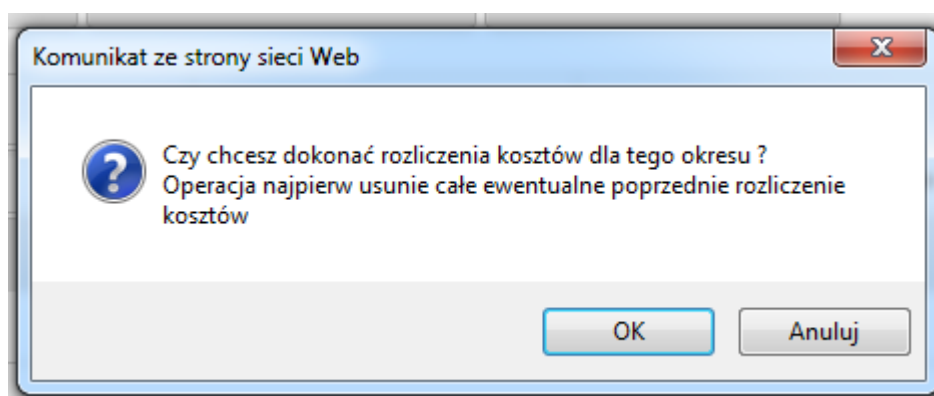 Komunikat ze strony sieci Web
Czy chcesz dokonać rozliczenia kosztów dla tego okresu ?
Operacja najpierw usunie całe ewentualne poprzednie rozliczenie
kosztów
OK
Anuluj